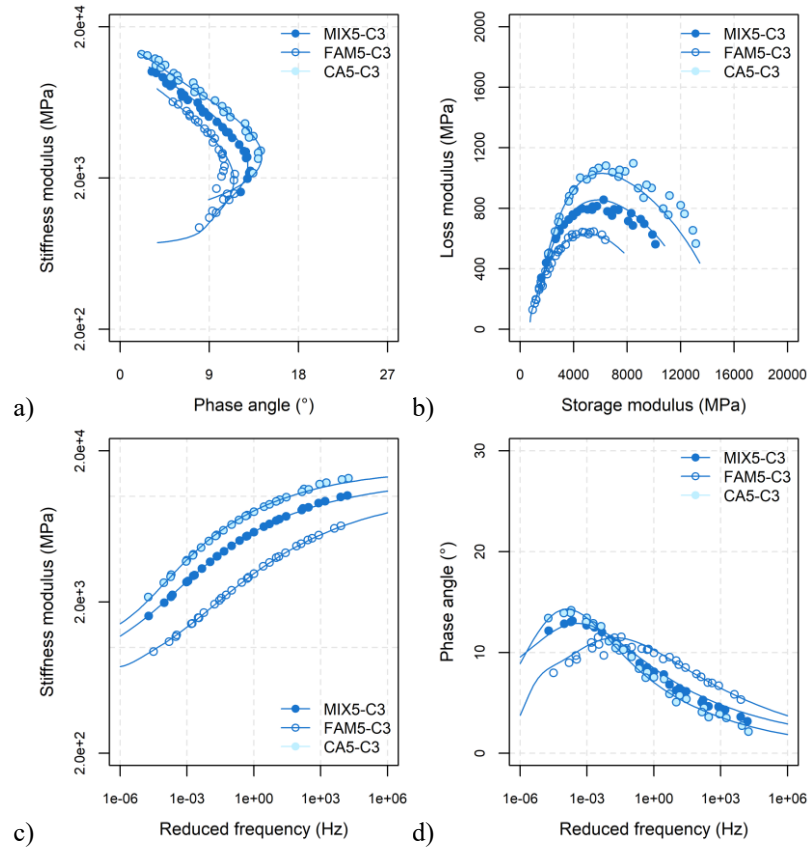 2.0e+4
2.0e+3
2.0e+2
Stiffness modulus (MPa)
MIX5-C3
FAM5-C3
CA5-C3
0 9 18 27
Phase angle (°)
a)
2000
1600
1200
800
400
0
Loss modulus (MPa)
MIX5-C3
FAM5-C3
CA5-C3
0 4000 8000 12000 16000 20000
Storage modulus (MPa)
b)
2.0e+4
2.0e+3
2.0e+2
Stiffness modulus (MPa)
MIX5-C3
FAM5-C3
CA5-C3
1e-06 1e-03 1e+00 1e+03 1e+06
Reduced frequency (Hz)
c)
30
20
10
0
Phase angle (°)
MIX5-C3
FAM5-C3
CA5-C3
1e-06 1e-03 1e+00 1e+03 1e+06
Reduced frequency (Hz)
d)